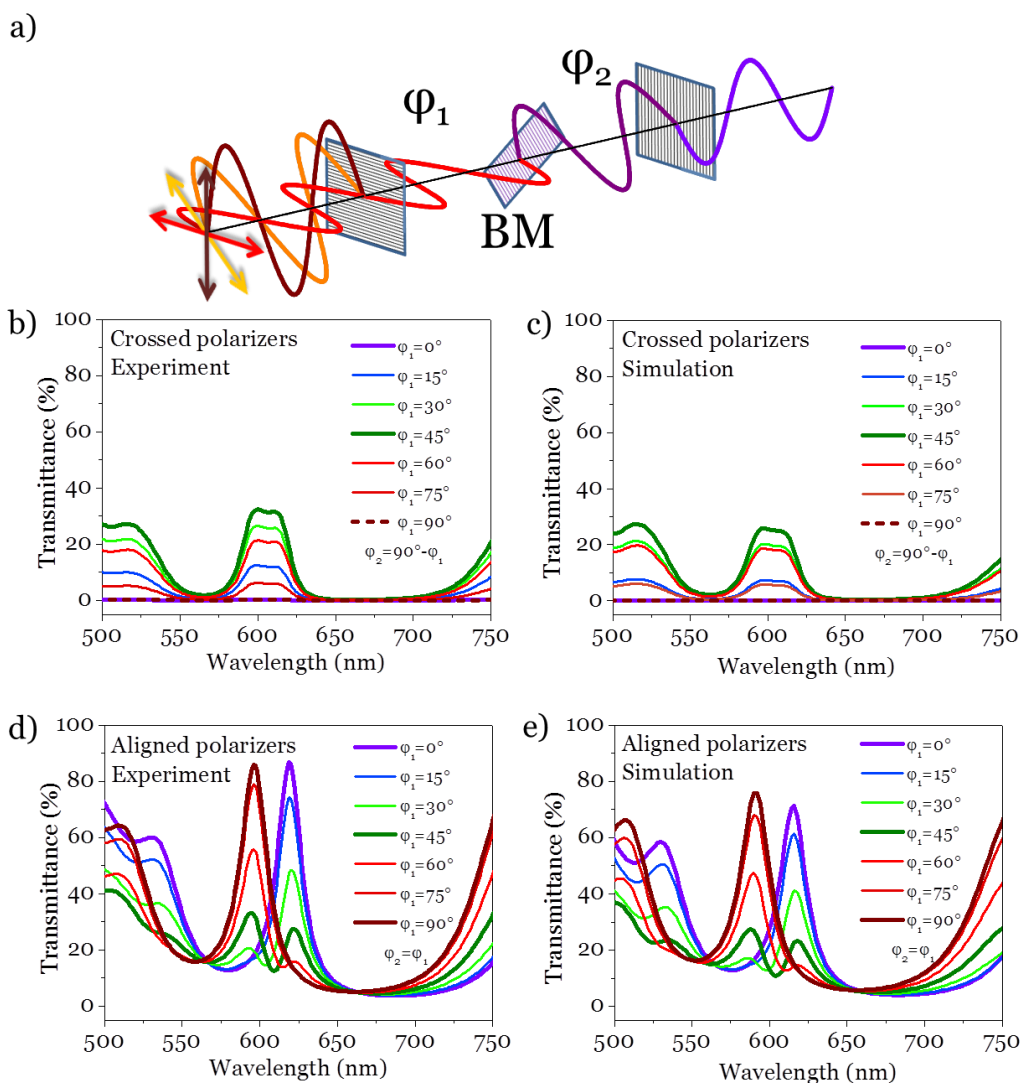 a)
φ₁
φ₂
BM
b)
Crossed polarizers
Experiment
φ₁=0°
φ₁=15°
φ₁=30°
φ₁=45°
φ₁=60°
φ₁=75°
φ₁=90°
φ₂=90°-φ₁
Transmittance (%)
100
80
60
40
20
0
500 550 600 650 700 750
Wavelength (nm)
c)
Crossed polarizers
Simulation
φ₁=0°
φ₁=15°
φ₁=30°
φ₁=45°
φ₁=60°
φ₁=75°
φ₁=90°
φ₂=90°-φ₁
Transmittance (%)
100
80
60
40
20
0
500 550 600 650 700 750
Wavelength (nm)
d)
Aligned polarizers
Experiment
φ₁=0°
φ₁=15°
φ₁=30°
φ₁=45°
φ₁=60°
φ₁=75°
φ₁=90°
φ₂=φ₁
Transmittance (%)
100
80
60
40
20
0
500 550 600 650 700 750
Wavelength (nm)
e)
Aligned polarizers
Simulation
φ₁=0°
φ₁=15°
φ₁=30°
φ₁=45°
φ₁=60°
φ₁=75°
φ₁=90°
φ₂=φ₁
Transmittance (%)
100
80
60
40
20
0
500 550 600 650 700 750
Wavelength (nm)